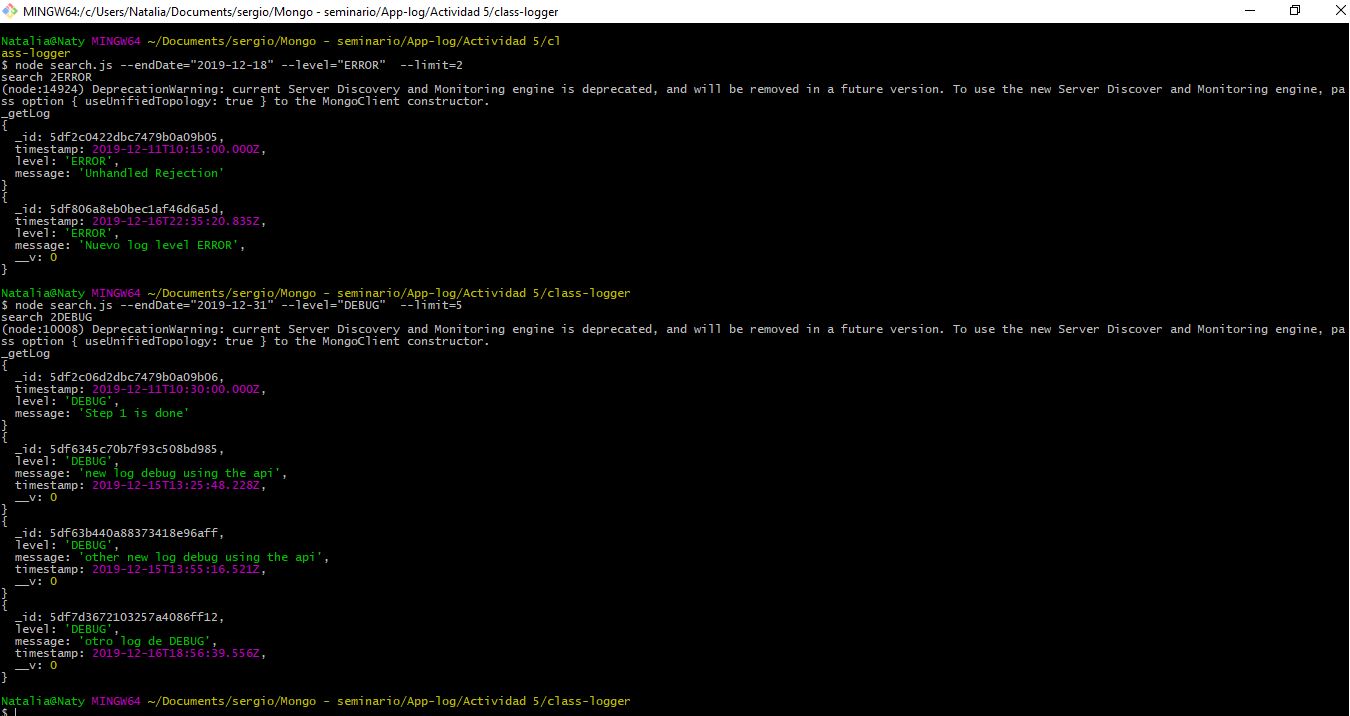 MINGW64:/c/Users/Natalia/Documents/sergio/Mongo - seminario/App-log/Actividad 5/class-logger
Natalia@Naty MINGW64 ~/Documents/sergio/Mongo - seminario/App-log/Actividad 5/cl
ass-logger
$ node search.js --endDate="2019-12-18" --level="ERROR"  --limit=2
search 2ERROR
(node:14924) DeprecationWarning: current Server Discovery and Monitoring engine is deprecated, and will be removed in a future version. To use the new Server Discover and Monitoring engine, pa
ss option { useUnifiedTopology: true } to the MongoClient constructor.
_getLog
{
  _id: 5df2c0422dbc7479b0a09b05,
  timestamp: 2019-12-11T10:15:00.000Z,
  level: 'ERROR',
  message: 'Unhandled Rejection'
}
{
  _id: 5df806a8eb0bec1af46d6a5d,
  timestamp: 2019-12-16T22:35:20.835Z,
  level: 'ERROR',
  message: 'Nuevo log level ERROR',
  __v: 0
}
Natalia@Naty MINGW64 ~/Documents/sergio/Mongo - seminario/App-log/Actividad 5/class-logger
$ node search.js --endDate="2019-12-31" --level="DEBUG"  --limit=5
search 2DEBUG
(node:10008) DeprecationWarning: current Server Discovery and Monitoring engine is deprecated, and will be removed in a future version. To use the new Server Discover and Monitoring engine, pa
ss option { useUnifiedTopology: true } to the MongoClient constructor.
_getLog
{
  _id: 5df2c06d2dbc7479b0a09b06,
  timestamp: 2019-12-11T10:30:00.000Z,
  level: 'DEBUG',
  message: 'Step 1 is done'
}
{
  _id: 5df6345c70b7f93c508bd985,
  level: 'DEBUG',
  message: 'new log debug using the api',
  timestamp: 2019-12-15T13:25:48.228Z,
  __v: 0
}
{
  _id: 5df63b440a88373418e96aff,
  level: 'DEBUG',
  message: 'other new log debug using the api',
  timestamp: 2019-12-15T13:55:16.521Z,
  __v: 0
}
{
  _id: 5df7d3672103257a4086ff12,
  level: 'DEBUG',
  message: 'otro log de DEBUG',
  timestamp: 2019-12-16T18:56:39.556Z,
  __v: 0
}
Natalia@Naty MINGW64 ~/Documents/sergio/Mongo - seminario/App-log/Actividad 5/class-logger
$